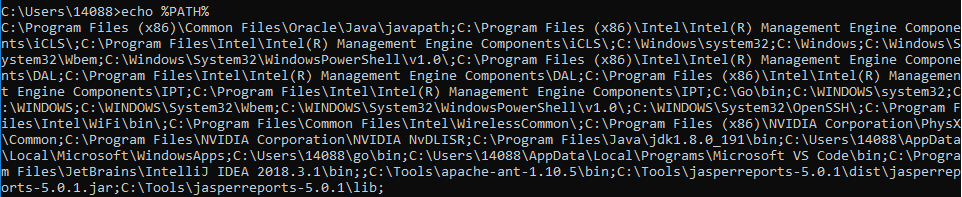 C:\Users\14088>echo %PATH%
C:\Program Files (x86)\Common Files\Oracle\Java\javapath;C:\Program Files (x86)\Intel\Intel(R) Management Engine Compone
nts\iCLS\;C:\Program Files\Intel\Intel(R) Management Engine Components\iCLS\;C:\Windows\system32;C:\Windows;C:\Windows\S
ystem32\Wbem;C:\Windows\System32\WindowsPowerShell\v1.0\;C:\Program Files (x86)\Intel\Intel(R) Management Engine Compone
nts\DAL;C:\Program Files\Intel\Intel(R) Management Engine Components\DAL;C:\Program Files (x86)\Intel\Intel(R) Managemen
t Engine Components\IPT;C:\Program Files\Intel\Intel(R) Management Engine Components\IPT;C:\Go\bin;C:\WINDOWS\system32;C
:\WINDOWS;C:\WINDOWS\System32\Wbem;C:\WINDOWS\System32\WindowsPowerShell\v1.0\;C:\WINDOWS\System32\OpenSSH\;C:\Program F
iles\Intel\WiFi\bin\;C:\Program Files\Common Files\Intel\WirelessCommon\;C:\Program Files (x86)\NVIDIA Corporation\PhysX
\Common;C:\Program Files\NVIDIA Corporation\NVIDIA NvDLISR;C:\Program Files\Java\jdk1.8.0_191\bin;C:\Users\14088\AppData
\Local\Microsoft\WindowsApps;C:\Users\14088\go\bin;C:\Users\14088\AppData\Local\Programs\Microsoft VS Code\bin;C:\Progra
m Files\JetBrains\IntelliJ IDEA 2018.3.1\bin;;C:\Tools\apache-ant-1.10.5\bin;C:\Tools\jasperreports-5.0.1\dist\jasperrep
orts-5.0.1.jar;C:\Tools\jasperreports-5.0.1\lib;